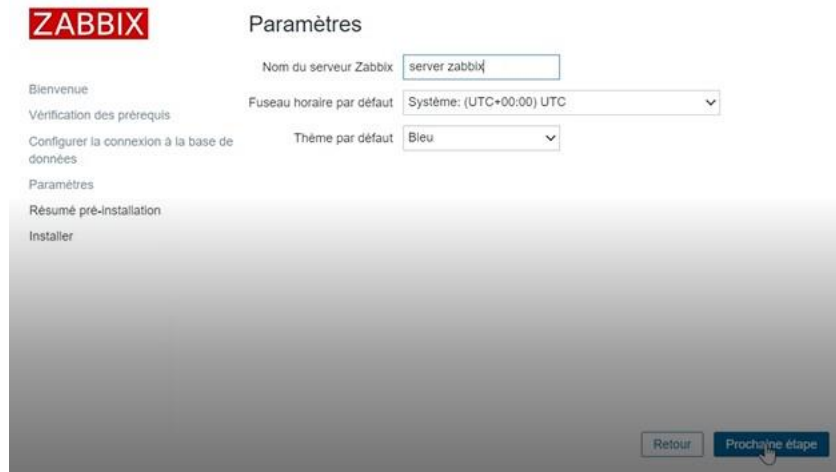 ZABBIX
Paramètres
Nom du serveur Zabbix server zabbix
Fuseau horaire par défaut Système: (UTC+00:00) UTC
Thème par défaut Bleu
Bienvenue
Vérification des prérequis
Configurer la connexion à la base de
données
Paramètres
Résumé pré-installation
Installer
Retour Prochaine étape